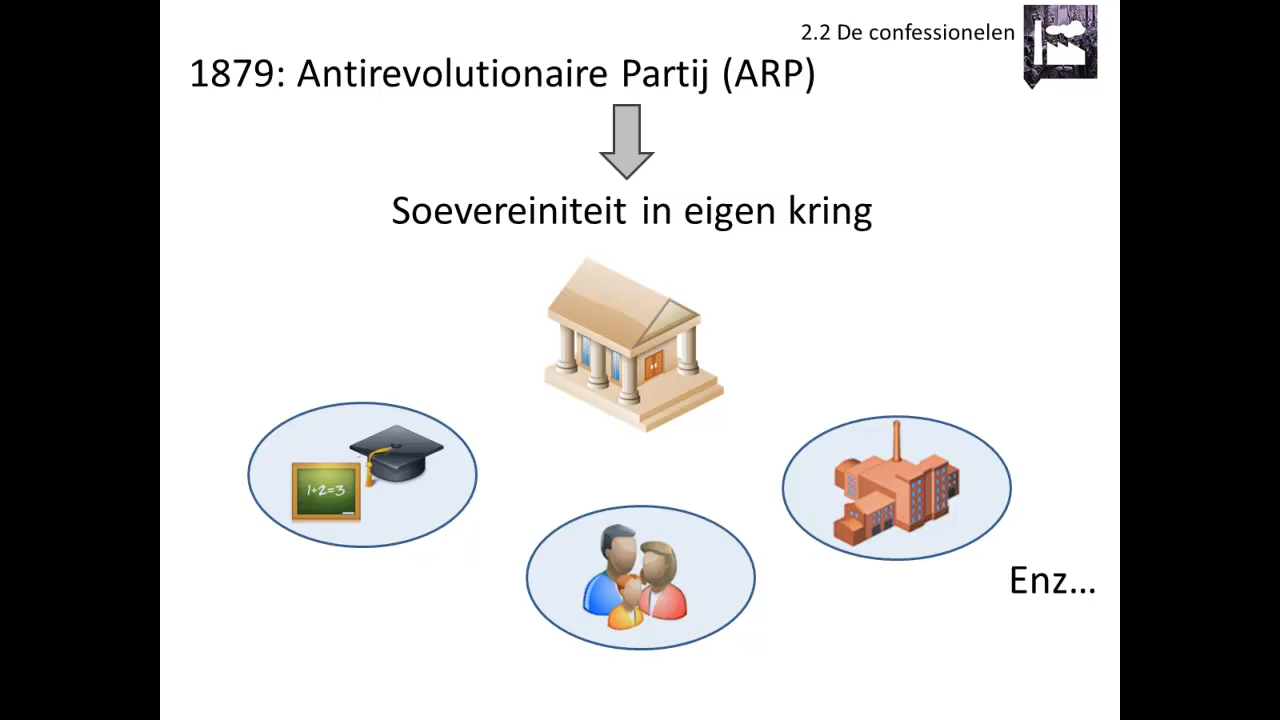 2.2 De confessionelen
1879: Antirevolutionaire Partij (ARP)
Soevereiniteit in eigen kring
1+2=3
Enz…